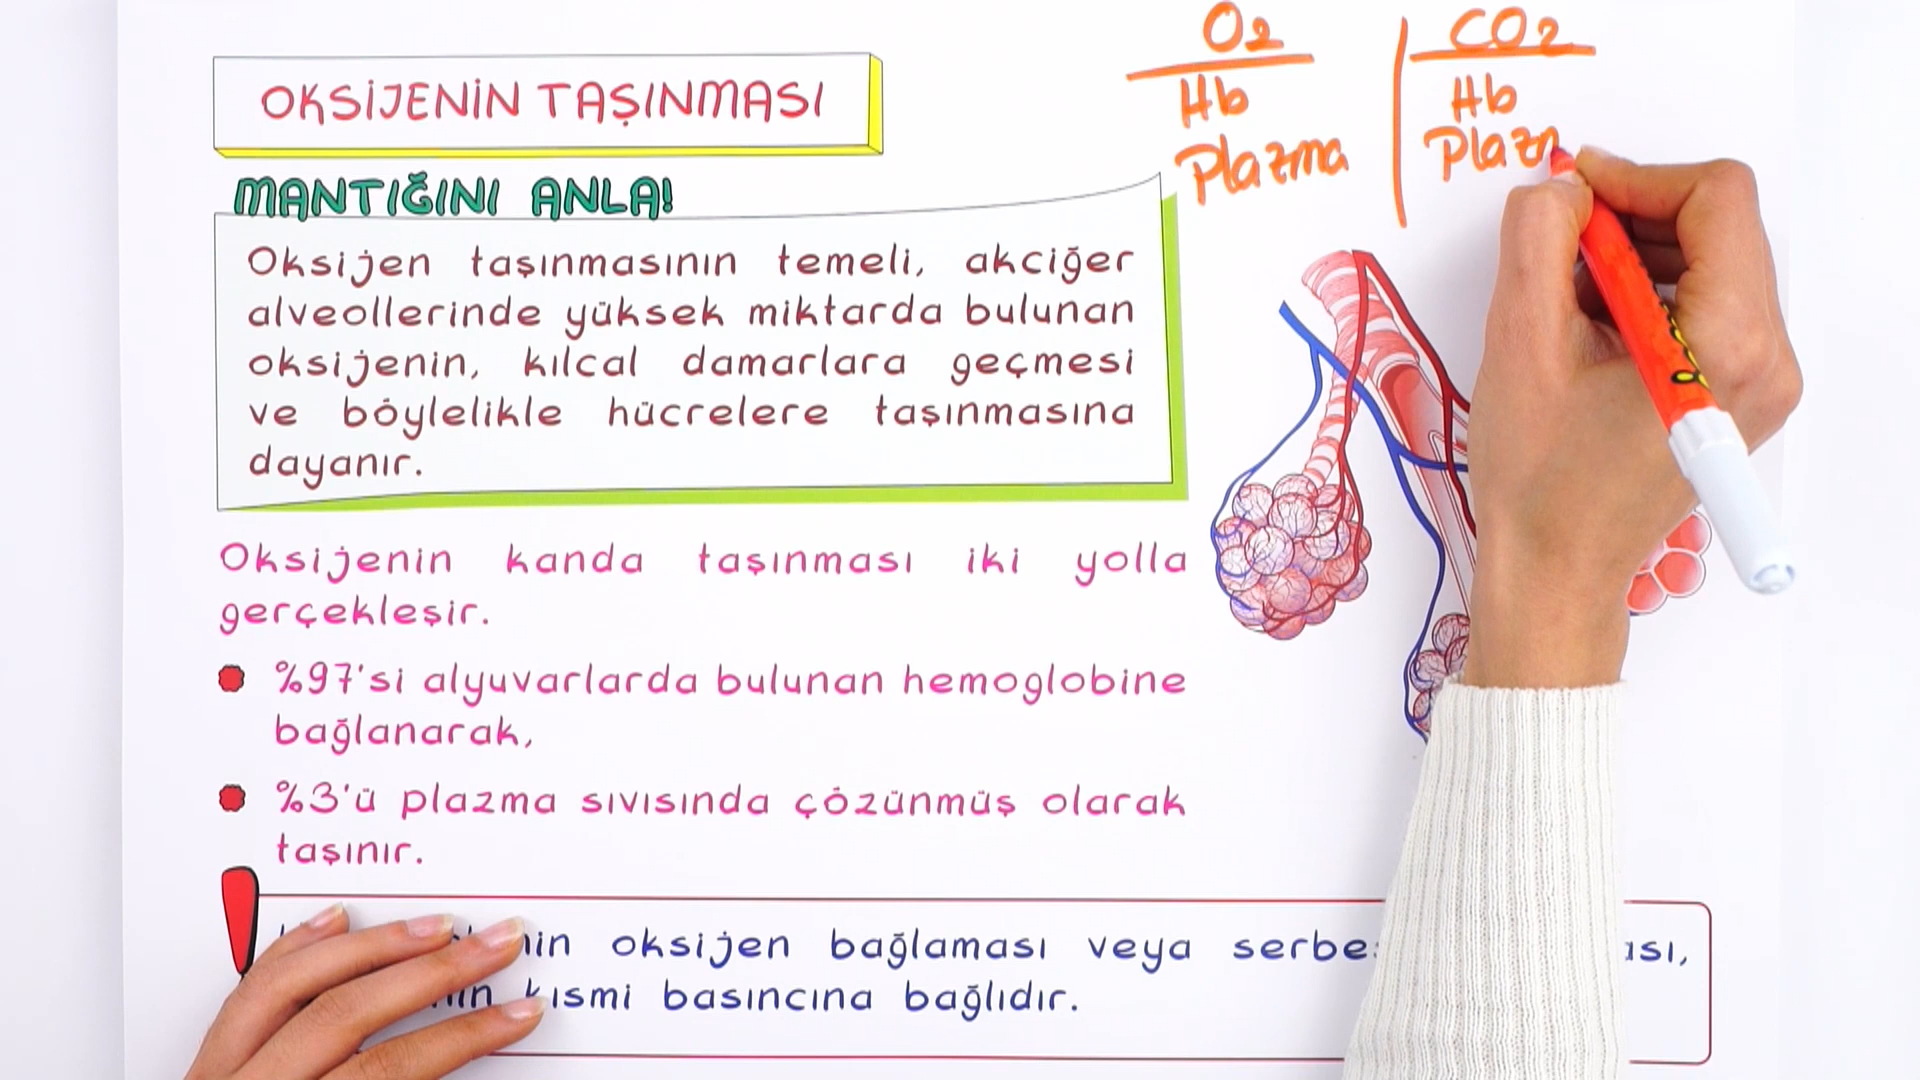 OKSİJENİN TAŞINMASI
MANTIĞINI ANLA!
Oksijen taşınmasının temeli, akciğer
alveollerinde yüksek miktarda bulunan
oksijenin, kılcal damarlara geçmesi
ve böylelikle hücrelere taşınmasına
dayanır.
Oksijenin kanda taşınması iki yolla
gerçekleşir.
%97'si alyuvarlarda bulunan hemoglobine
bağlanarak,
%3'ü plazma sıvısında çözünmüş olarak
taşınır.
oksijen bağlaması veya
kısmi basıncına bağlıdır.
O2
Hb
Plazma
CO2
Hb
Plazm